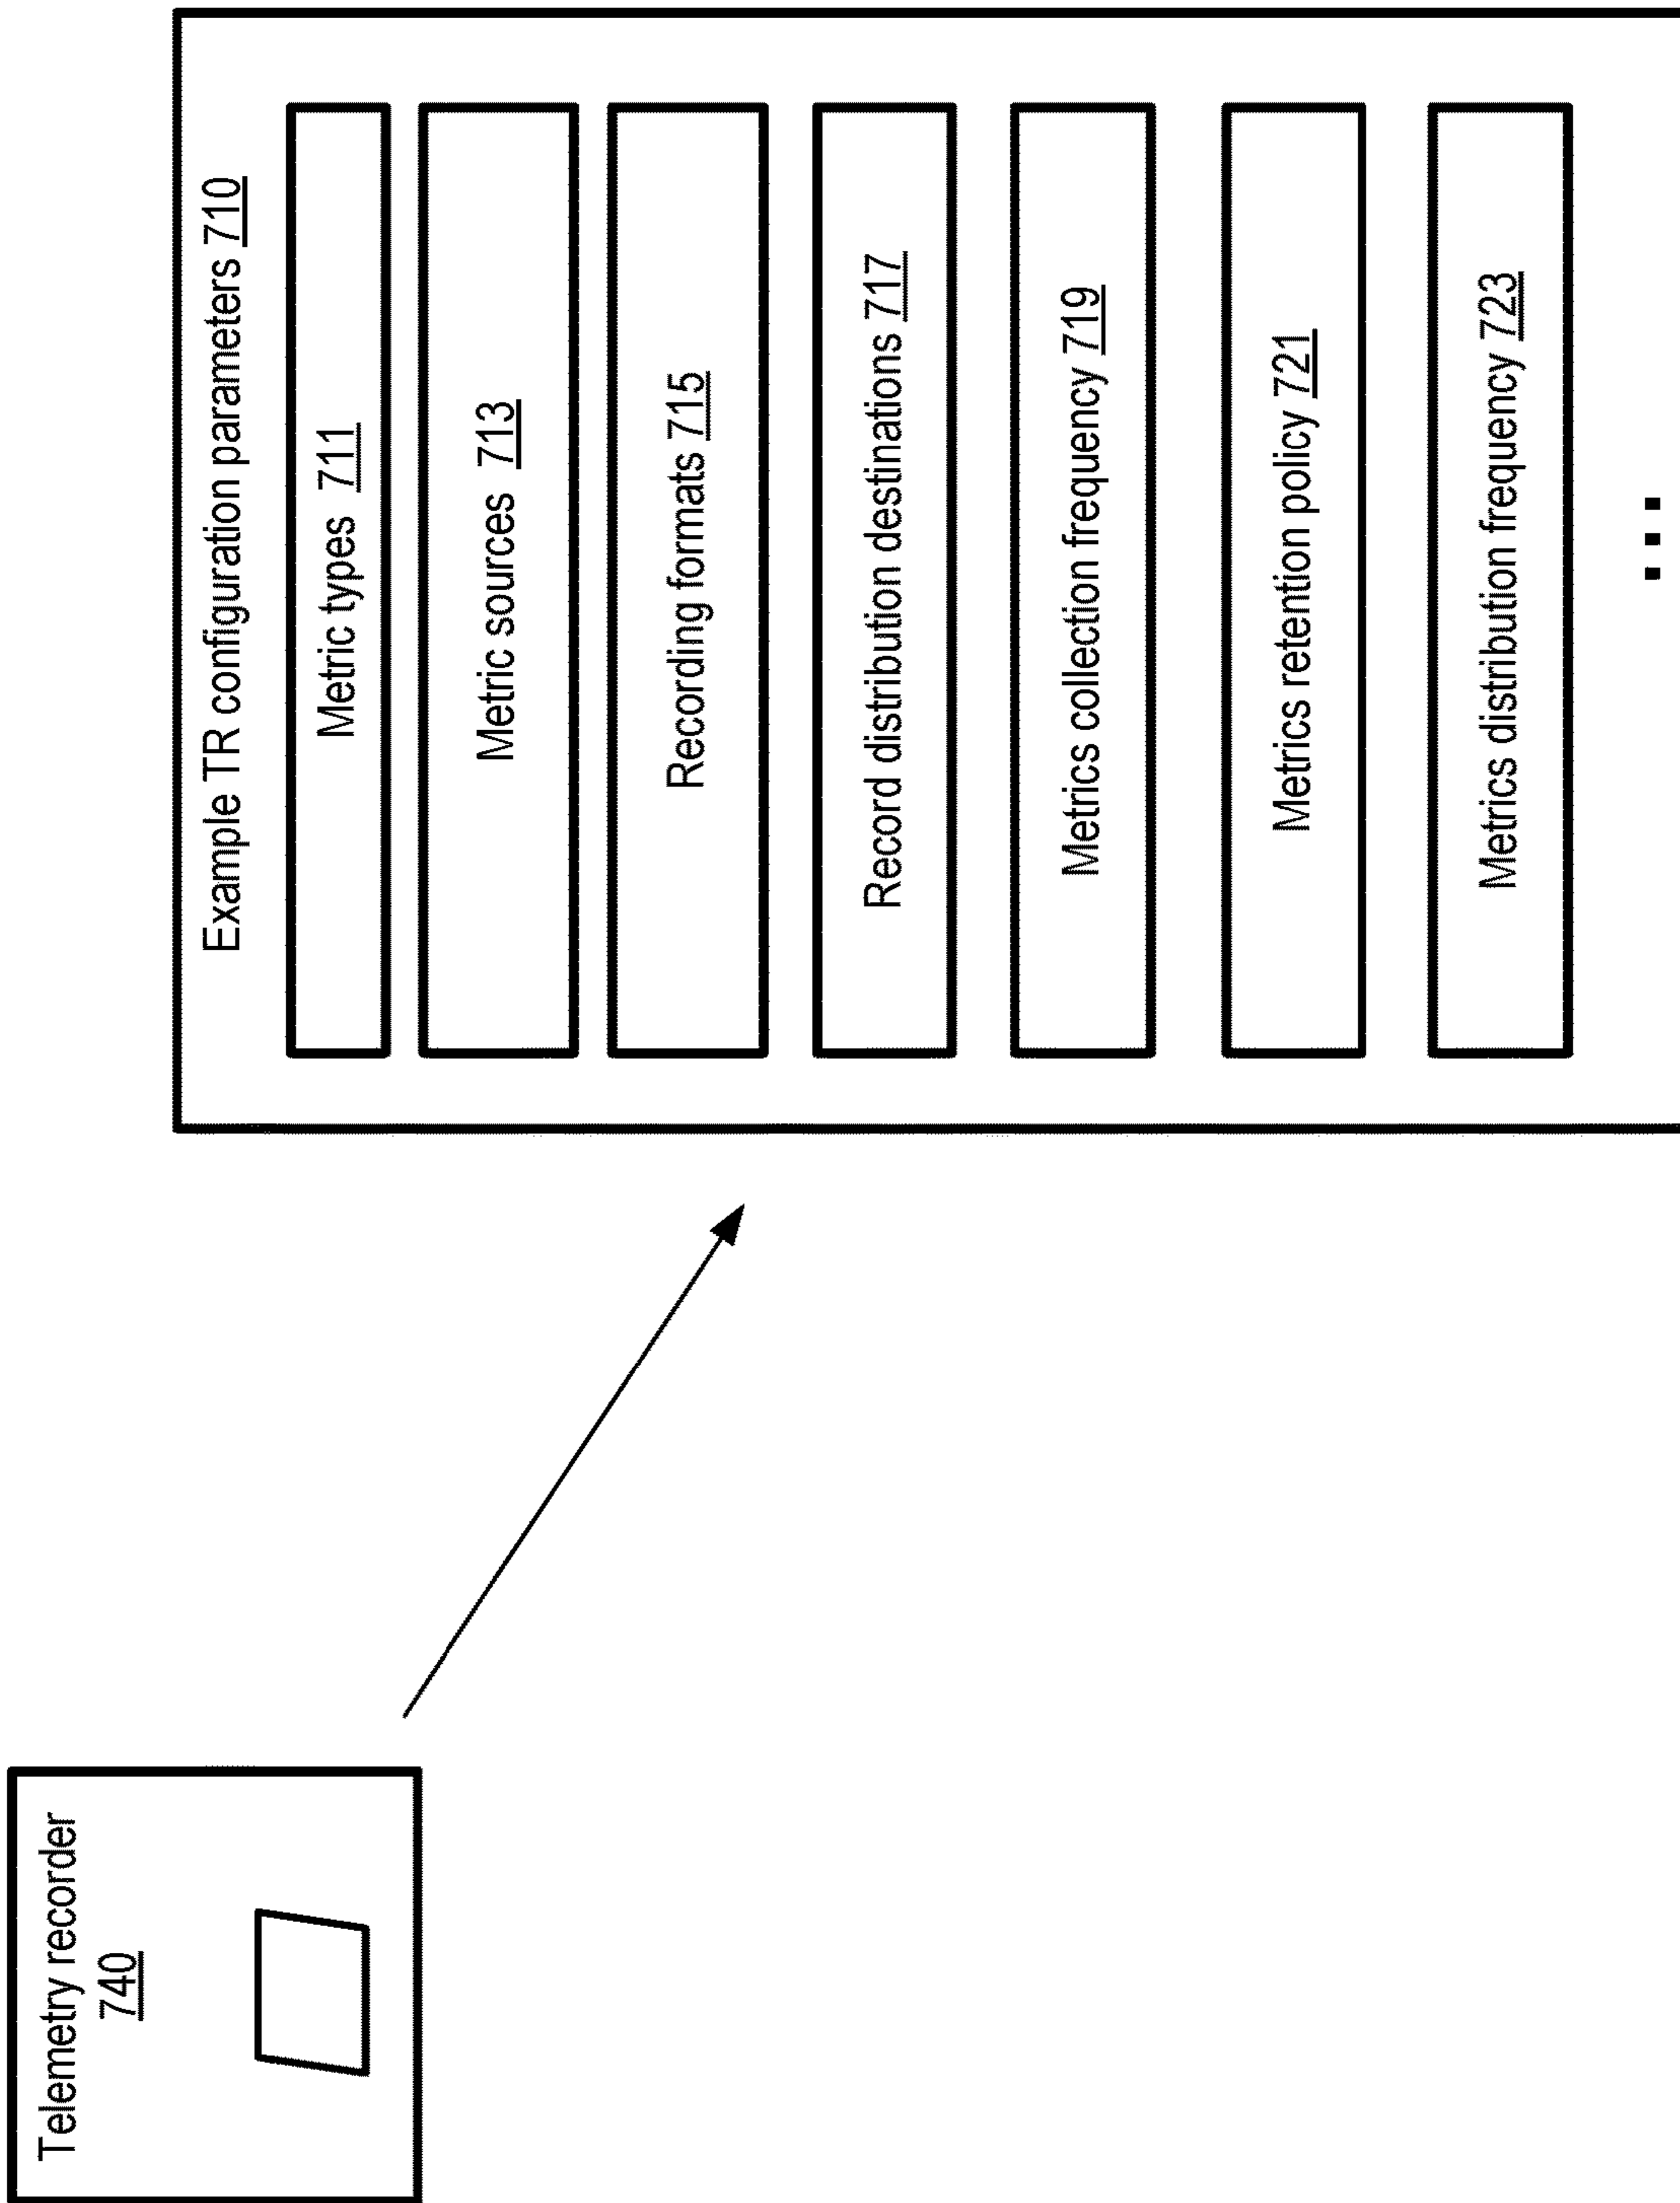 Telemetry recorder
740
Example TR configuration parameters 710
Metric types 711
Metric sources 713
Recording formats 715
Record distribution destinations 717
Metrics collection frequency 719
Metrics retention policy 721
Metrics distribution frequency 723
...